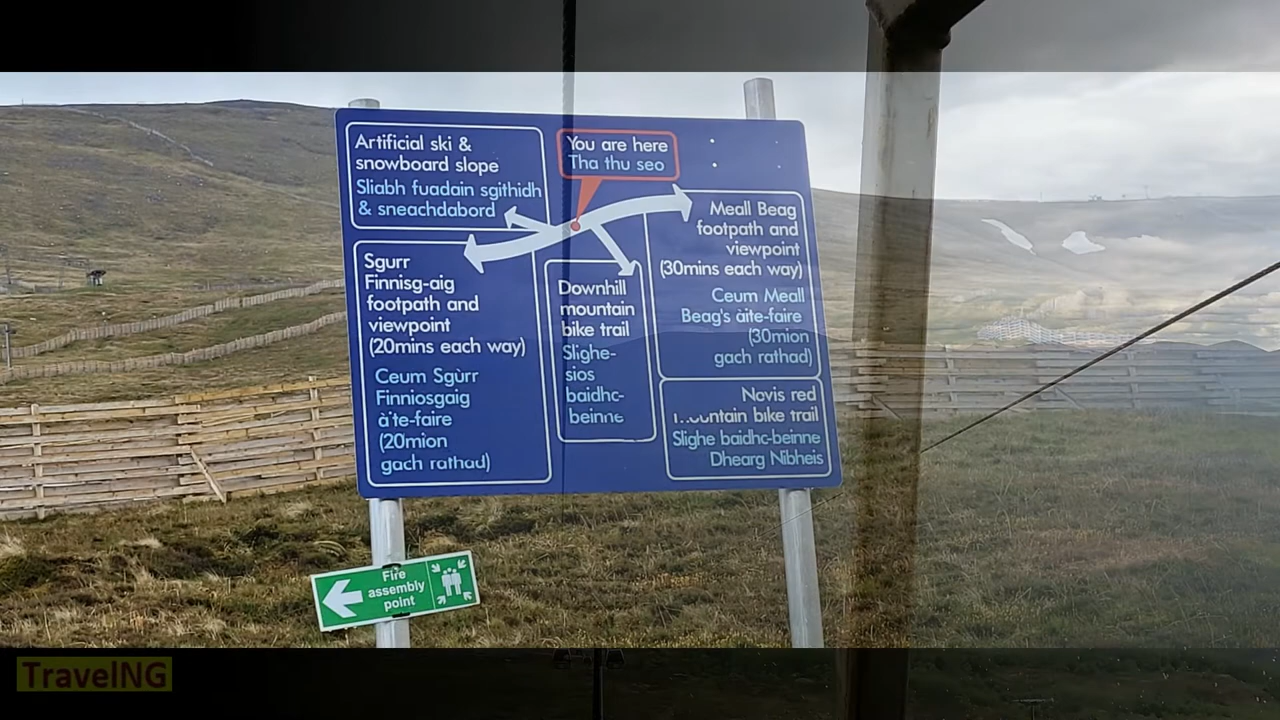 Artificial ski &
snowboard slope
Sliabh fuadain sgithidh
& sneachdabord
You are here
Tha thu seo
Meall Beag
footpath and
viewpoint
(30mins each way)
Ceum Meall
Beag's àite-faire
(30mion
gach rathad)
Sgurr
Finnisg-aig
footpath and
viewpoint
(20mins each way)
Ceum Sgùrr
Finniosgaig
àite-faire
(20mion
gach rathad)
Downhill
mountain
bike trail
Slighe-
sios
baidhc-
beinne
Nevis red
mountain bike trail
Slighe baidhc-beinne
Dhearg Nibheis
Fire
assembly
point
TravelNG